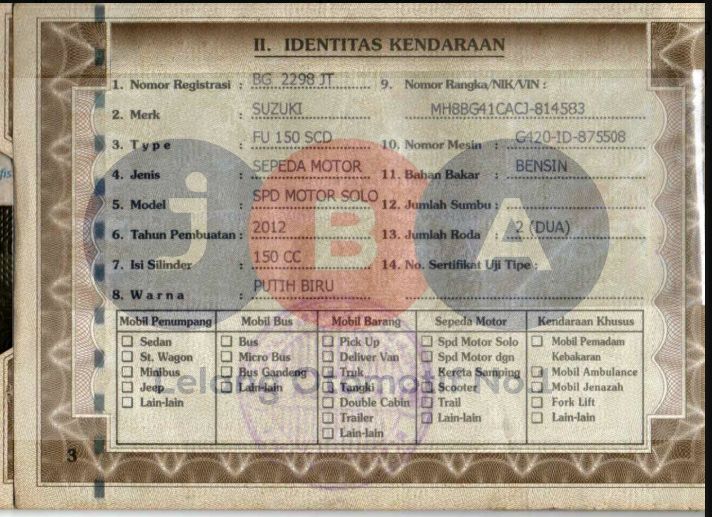 II. IDENTITAS KENDARAAN
1. Nomor Registrasi : BG 2298 JT
2. Merk : SUZUKI
3. Type : FU 150 SCD
4. Jenis : SEPEDA MOTOR
5. Model : SPD MOTOR SOLO
6. Tahun Pembuatan : 2012
7. Isi Silinder : 150 CC
8. Warna : PUTIH BIRU
9. Nomor Rangka/NIK/VIN :
MH8BG41CACJ-814583
10. Nomor Mesin : G420-ID-875508
11. Bahan Bakar : BENSIN
12. Jumlah Sumbu :
13. Jumlah Roda : 2 (DUA)
14. No. Sertifikat Uji Tipe :
JBA
Mobil Penumpang
Sedan
St. Wagon
Minibus
Jeep
Lain-lain
Mobil Bus
Bus
Micro Bus
Bus Gandeng
Lain-lain
Mobil Barang
Pick Up
Deliver Van
Truk
Tangki
Double Cabin
Trailer
Lain-lain
Sepeda Motor
Spd Motor Solo
Spd Motor dgn
Kereta Samping
Scooter
Trail
Lain-lain
Kendaraan Khusus
Mobil Pemadam
Kebakaran
Mobil Ambulance
Mobil Jenazah
Fork Lift
Lain-lain
Lelang Otomotif No.1
3